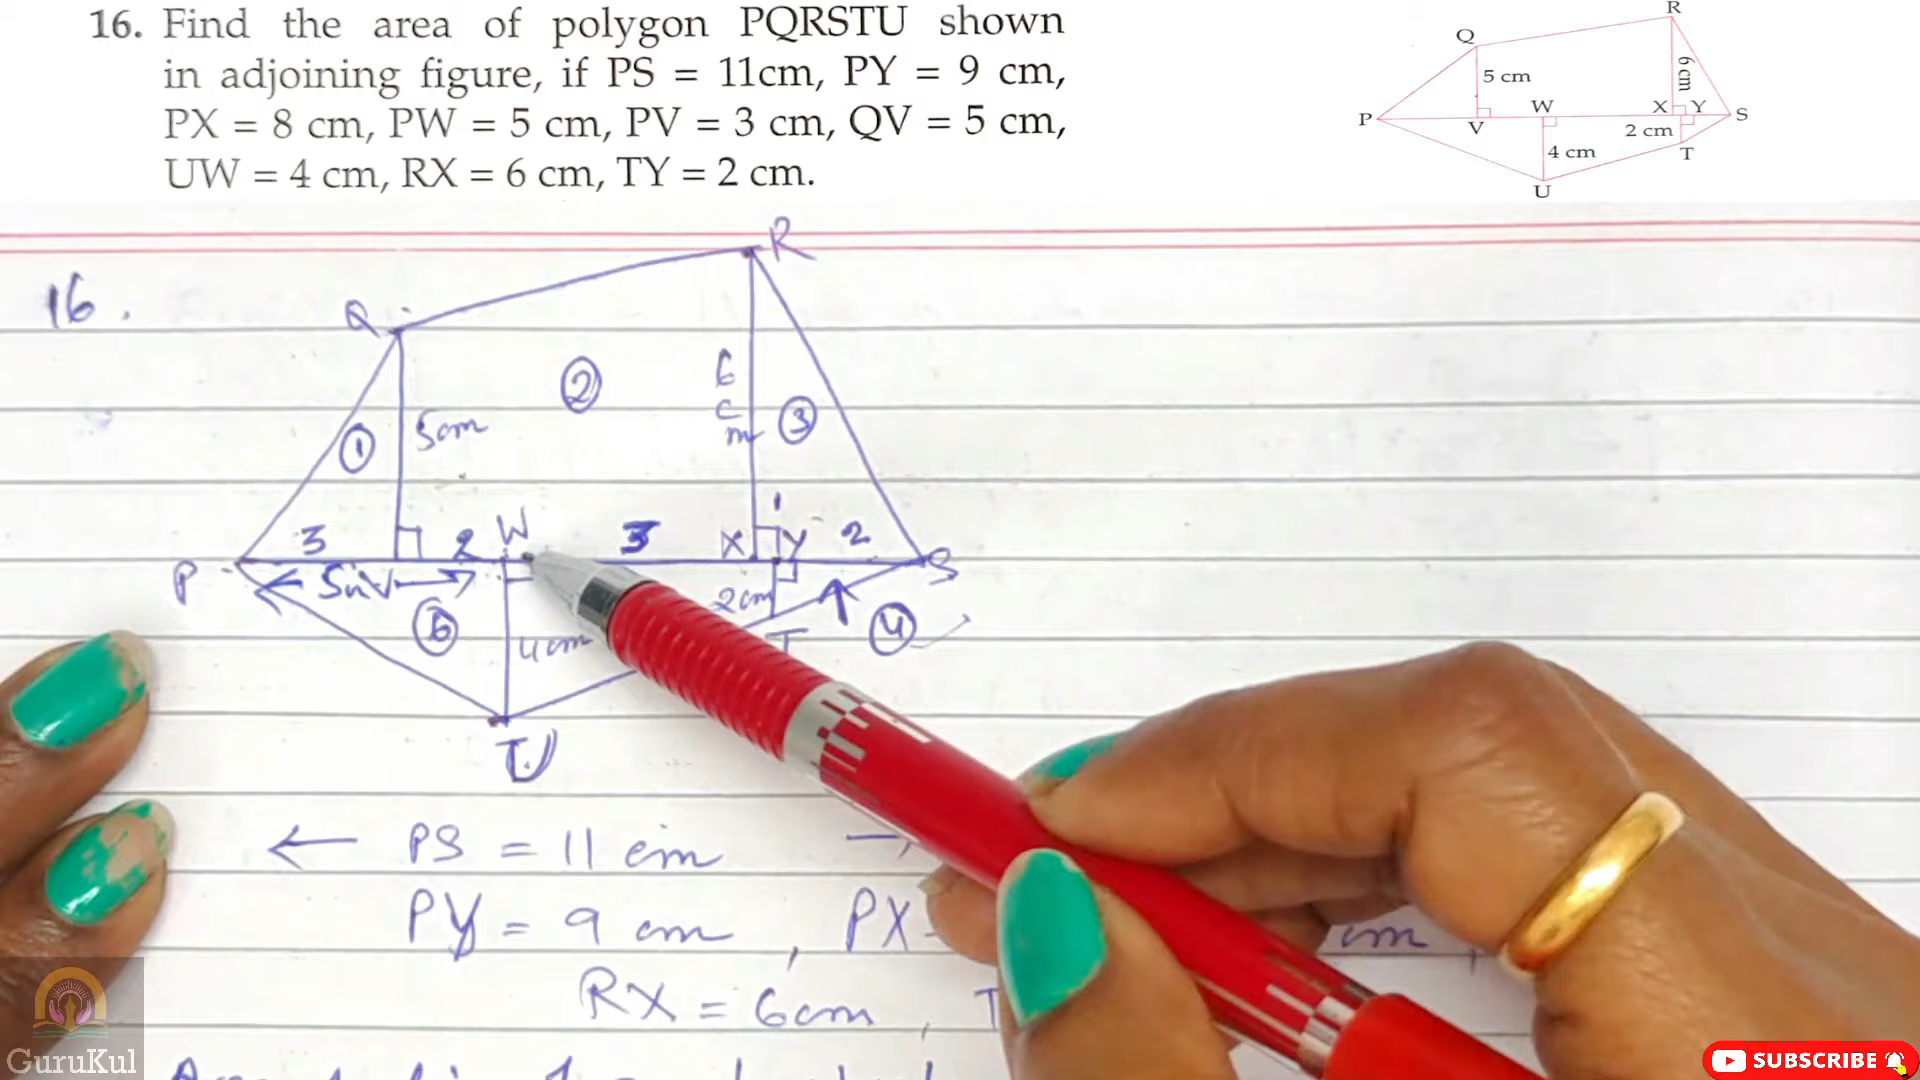 16. Find the area of polygon PQRSTU shown
in adjoining figure, if PS = 11cm, PY = 9 cm,
PX = 8 cm, PW = 5 cm, PV = 3 cm, QV = 5 cm,
UW = 4 cm, RX = 6 cm, TY = 2 cm.
R
Q
5 cm
6 cm
W
X Y
P
V
S
2 cm
4 cm
T
U
16.
R
Q
6 cm
2
1
5cm
3
W
1
3
2
3
X
Y
2
P
5
V
S
6
2cm
4
4cm
T
U
PS = 11 cm
PY = 9 cm , PX
cm ,
RX = 6cm , T
GuruKul
SUBSCRIBE